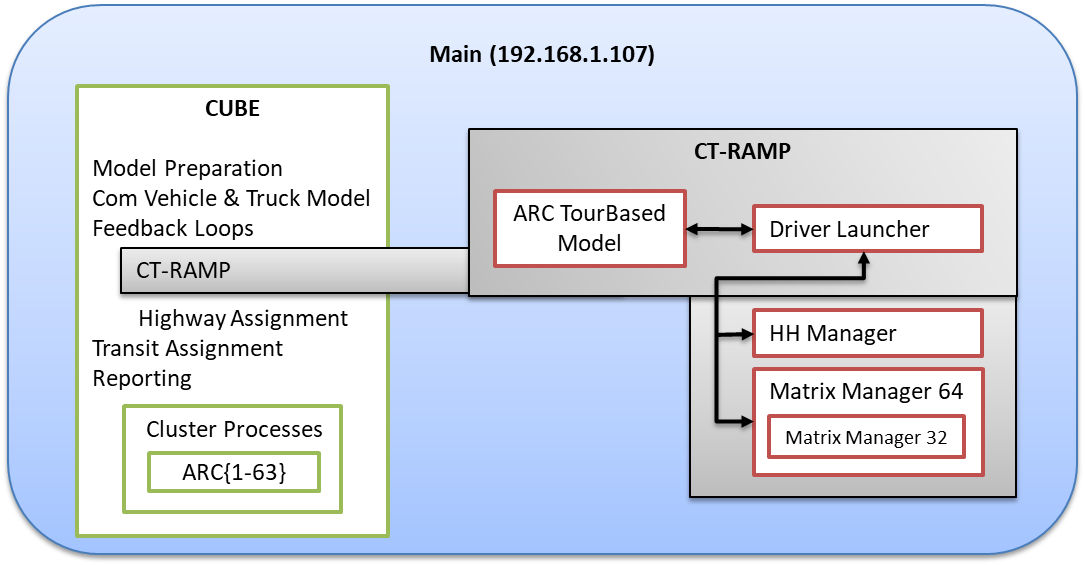 Main (192.168.1.107)
CUBE
Model Preparation
Com Vehicle & Truck Model
Feedback Loops
CT-RAMP
Highway Assignment
Transit Assignment
Reporting
Cluster Processes
ARC{1-63}
CT-RAMP
ARC TourBased
Model
Driver Launcher
HH Manager
Matrix Manager 64
Matrix Manager 32